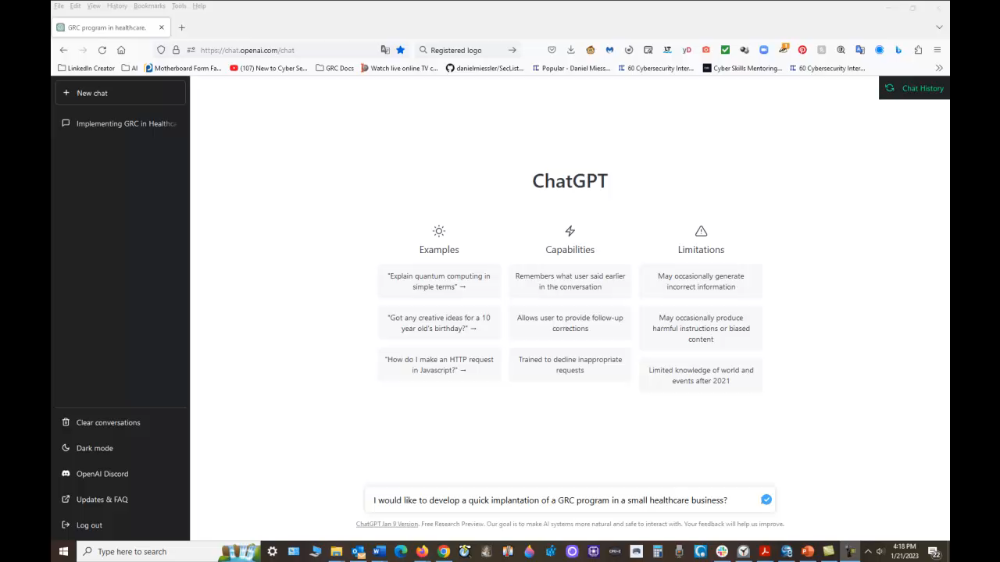 File Edit View History Bookmarks Tools Help
GRC program in healthcare.
https://chat.openai.com/chat
Registered logo
LinkedIn Creator
AI
Motherboard Form Fa...
(107) New to Cyber Se...
GRC Docs
Watch live online TV c...
danielmiessler/SecList...
Popular - Daniel Miess...
60 Cybersecurity Inter...
Cyber Skills Mentoring...
60 Cybersecurity Inter...
New chat
Implementing GRC in Healthca
Chat History
ChatGPT
Examples
"Explain quantum computing in
simple terms" →
"Got any creative ideas for a 10
year old's birthday?" →
"How do I make an HTTP request
in Javascript?" →
Capabilities
Remembers what user said earlier
in the conversation
Allows user to provide follow-up
corrections
Trained to decline inappropriate
requests
Limitations
May occasionally generate
incorrect information
May occasionally produce
harmful instructions or biased
content
Limited knowledge of world and
events after 2021
Clear conversations
Dark mode
OpenAI Discord
Updates & FAQ
Log out
I would like to develop a quick implantation of a GRC program in a small healthcare business?
ChatGPT Jan 9 Version. Free Research Preview. Our goal is to make AI systems more natural and safe to interact with. Your feedback will help us improve.
Type here to search
4:18 PM
1/21/2023
22